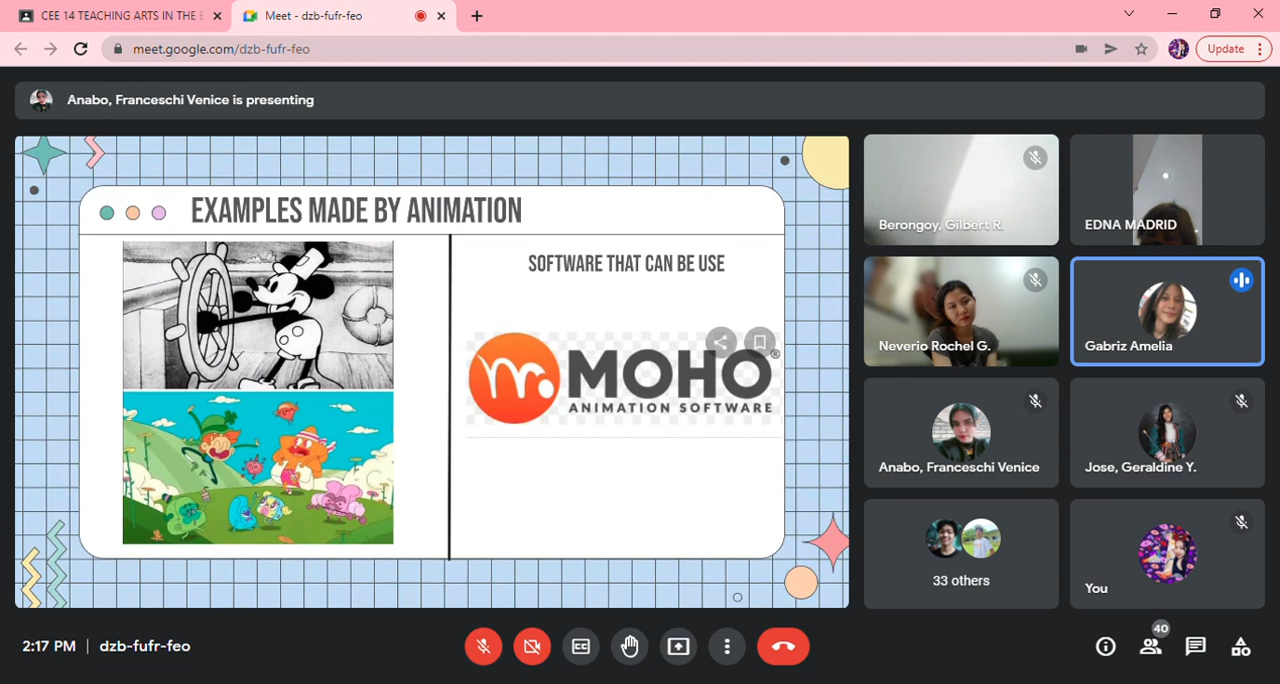 CEE 14 TEACHING ARTS IN THE E
Meet - dzb-fufr-feo
meet.google.com/dzb-fufr-feo
Update
Anabo, Franceschi Venice is presenting
EXAMPLES MADE BY ANIMATION
SOFTWARE THAT CAN BE USE
MOHO®
ANIMATION SOFTWARE
Berongoy, Gilbert R.
EDNA MADRID
Neverio Rochel G.
Gabriz Amelia
Anabo, Franceschi Venice
Jose, Geraldine Y.
33 others
You
2:17 PM | dzb-fufr-feo
40